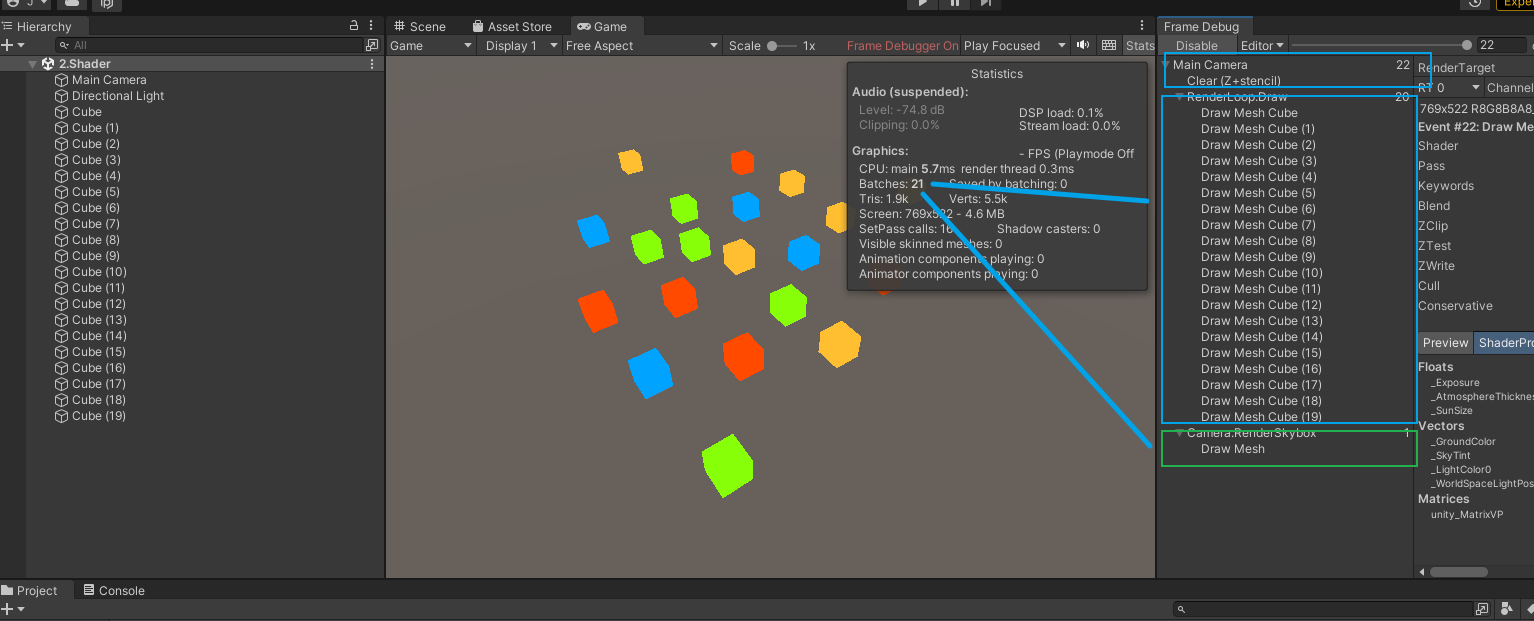 Exper
Hierarchy
Scene
Asset Store
Game
Frame Debug
All
Game
Display 1
Free Aspect
Scale
1x
Frame Debugger On
Play Focused
Stats
Disable
Editor
22
2.Shader
Main Camera
Directional Light
Cube
Cube (1)
Cube (2)
Cube (3)
Cube (4)
Cube (5)
Cube (6)
Cube (7)
Cube (8)
Cube (9)
Cube (10)
Cube (11)
Cube (12)
Cube (13)
Cube (14)
Cube (15)
Cube (16)
Cube (17)
Cube (18)
Cube (19)
Statistics
Audio (suspended):
Level: -74.8 dB
DSP load: 0.1%
Clipping: 0.0%
Stream load: 0.0%
Graphics:
- FPS (Playmode Off
CPU: main 5.7ms render thread 0.3ms
Batches: 21
Saved by batching: 0
Tris: 1.9k
Verts: 5.5k
Screen: 769x522 - 4.6 MB
SetPass calls: 16
Shadow casters: 0
Visible skinned meshes: 0
Animation components playing: 0
Animator components playing: 0
Main Camera 22
Clear (Z+stencil)
RenderLoop.Draw 20
Draw Mesh Cube
Draw Mesh Cube (1)
Draw Mesh Cube (2)
Draw Mesh Cube (3)
Draw Mesh Cube (4)
Draw Mesh Cube (5)
Draw Mesh Cube (6)
Draw Mesh Cube (7)
Draw Mesh Cube (8)
Draw Mesh Cube (9)
Draw Mesh Cube (10)
Draw Mesh Cube (11)
Draw Mesh Cube (12)
Draw Mesh Cube (13)
Draw Mesh Cube (14)
Draw Mesh Cube (15)
Draw Mesh Cube (16)
Draw Mesh Cube (17)
Draw Mesh Cube (18)
Draw Mesh Cube (19)
Camera.RenderSkybox 1
Draw Mesh
RenderTarget
RT 0
Channel
769x522 R8G8B8A8_
Event #22: Draw Me
Shader
Pass
Keywords
Blend
ZClip
ZTest
ZWrite
Cull
Conservative
Preview
ShaderPro
Floats
_Exposure
_AtmosphereThicknes
_SunSize
Vectors
_GroundColor
_SkyTint
_LightColor0
_WorldSpaceLightPos
Matrices
unity_MatrixVP
Project
Console